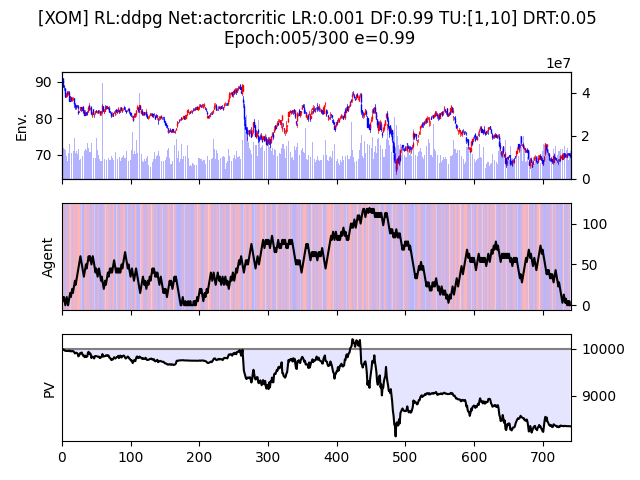 [XOM] RL:ddpg Net:actorcritic LR:0.001 DF:0.99 TU:[1,10] DRT:0.05
Epoch:005/300 e=0.99
1e7
90
80
70
Env.
4
2
0
Agent
100
50
0
PV
10000
9000
0 100 200 300 400 500 600 700